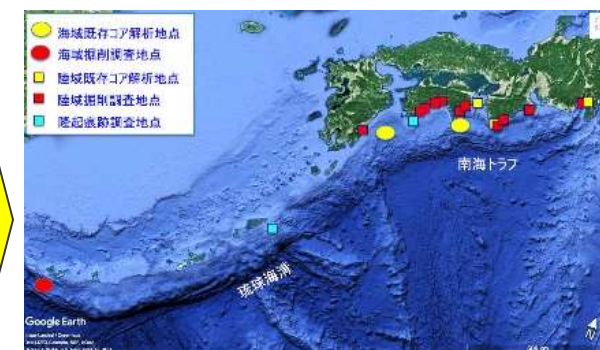 海域既存コア解析地点
海域掘削調査地点
陸域既存コア解析地点
陸域掘削調査地点
隆起痕跡調査地点
南海トラフ
琉球海溝
Google Earth
N